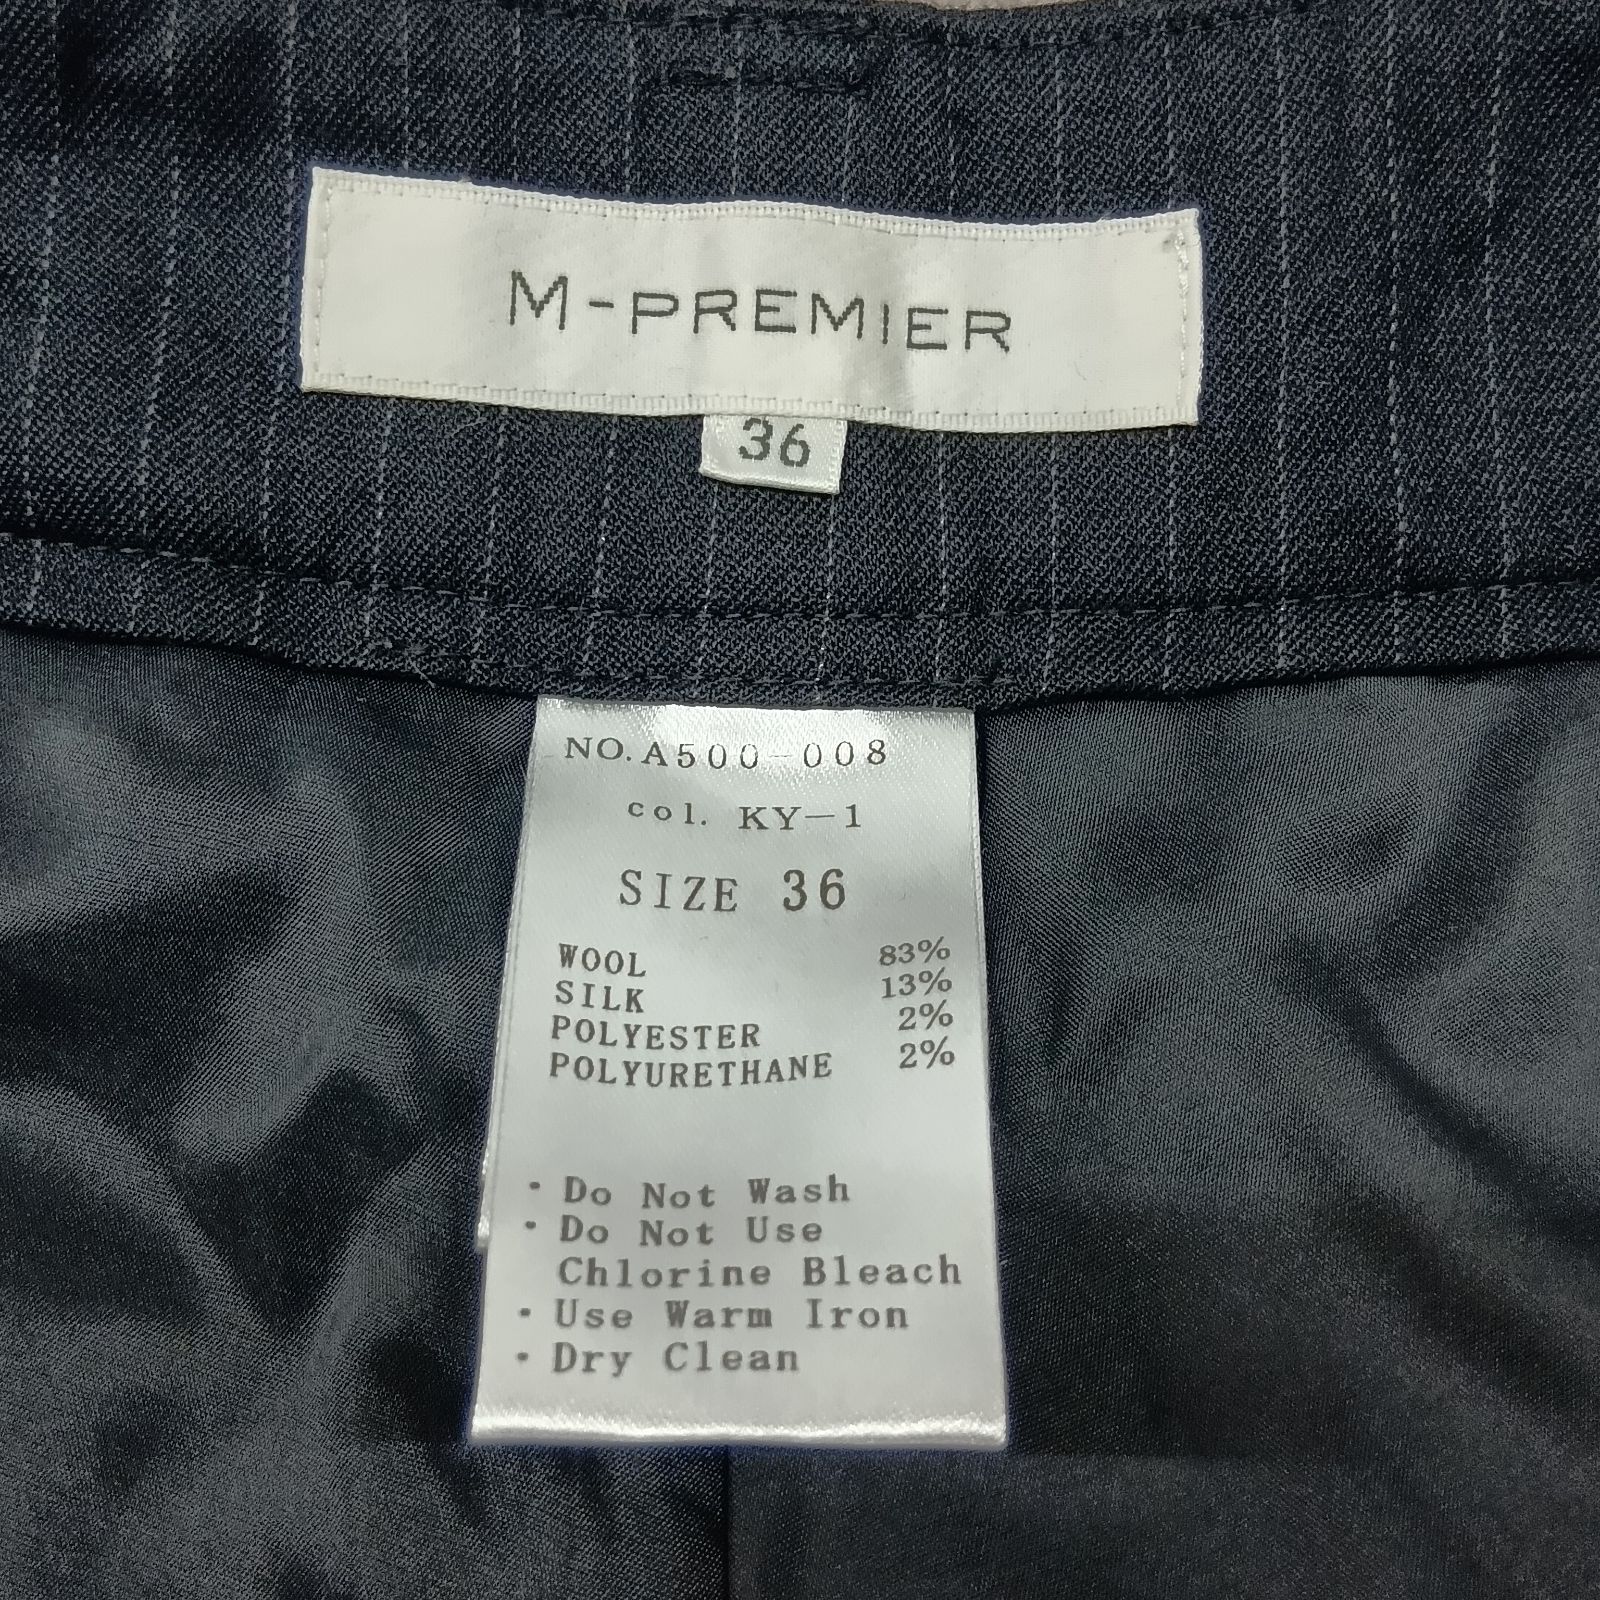 M-PREMIER
36
NO.A500-008
col. KY-1
SIZE 36
WOOL 83%
SILK 13%
POLYESTER 2%
POLYURETHANE 2%
・Do Not Wash
・Do Not Use
Chlorine Bleach
・Use Warm Iron
・Dry Clean